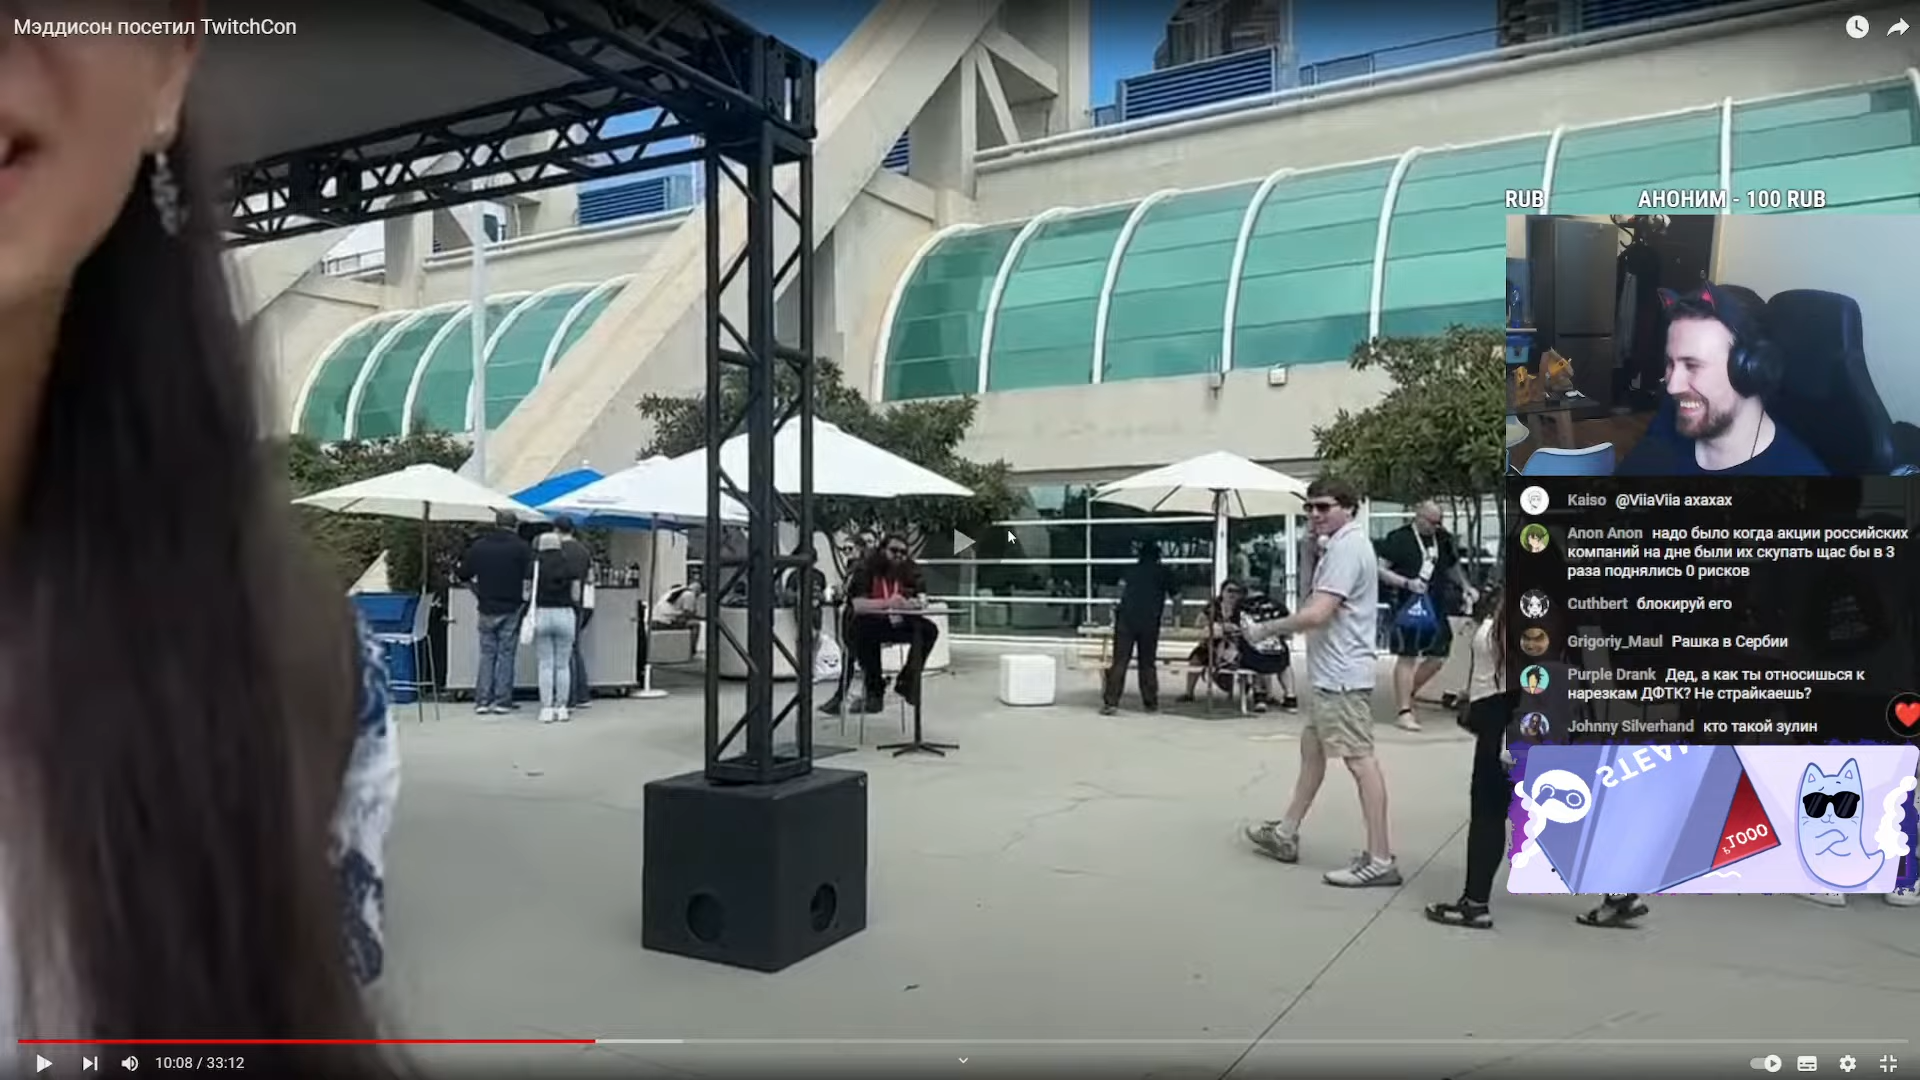 Мэддисон посетил TwitchCon
RUB
АНОНИМ - 100 RUB
Kaiso @ViiaViia ахахах
Anon Anon надо было когда акции российских
компаний на дне были их скупать щас бы в 3
раза поднялись 0 рисков
Cuthbert блокируй его
Grigoriy_Maul Рашка в Сербии
Purple Drank Дед, а как ты относишься к
нарезкам ДФТК? Не страйкаешь?
Johnny Silverhand кто такой зулин
STEAM
1000
10:08 / 33:12